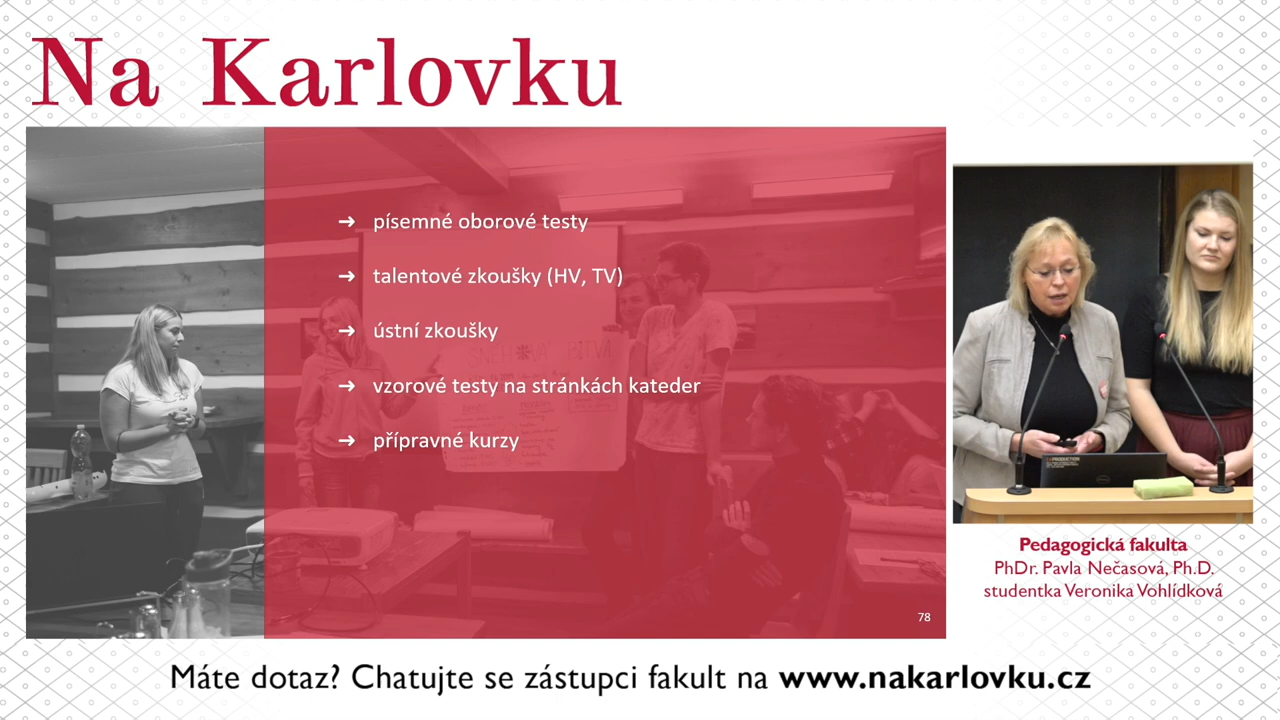 Na Karlovku
➔ písemné oborové testy
➔ talentové zkoušky (HV, TV)
➔ ústní zkoušky
SNĚHOVÁ BITVA
➔ vzorové testy na stránkách kateder
➔ přípravné kurzy
78
Pedagogická fakulta
PhDr. Pavla Nečasová, Ph.D.
studentka Veronika Vohlídková
Máte dotaz? Chatujte se zástupci fakult na www.nakarlovku.cz